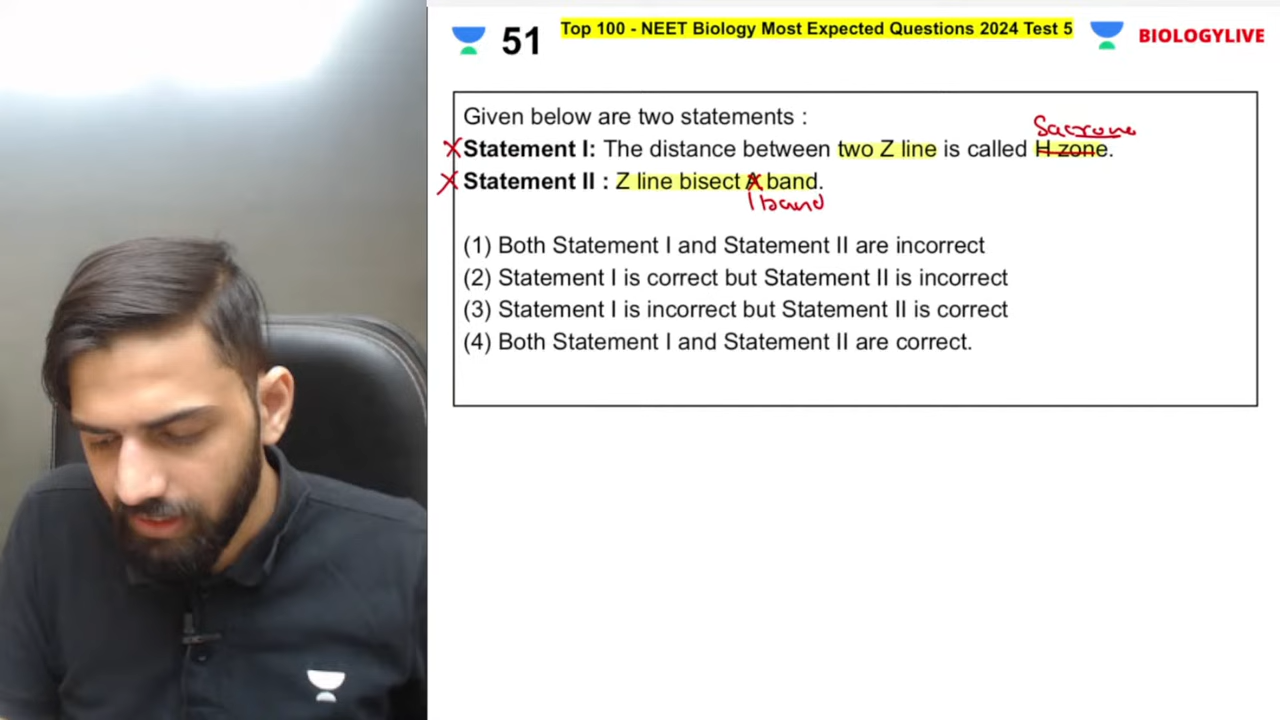 51
Top 100 - NEET Biology Most Expected Questions 2024 Test 5
BIOLOGYLIVE
Given below are two statements :
Sacrome
X Statement I: The distance between two Z line is called H zone.
X Statement II : Z line bisect A band.
I band
(1) Both Statement I and Statement II are incorrect
(2) Statement I is correct but Statement II is incorrect
(3) Statement I is incorrect but Statement II is correct
(4) Both Statement I and Statement II are correct.